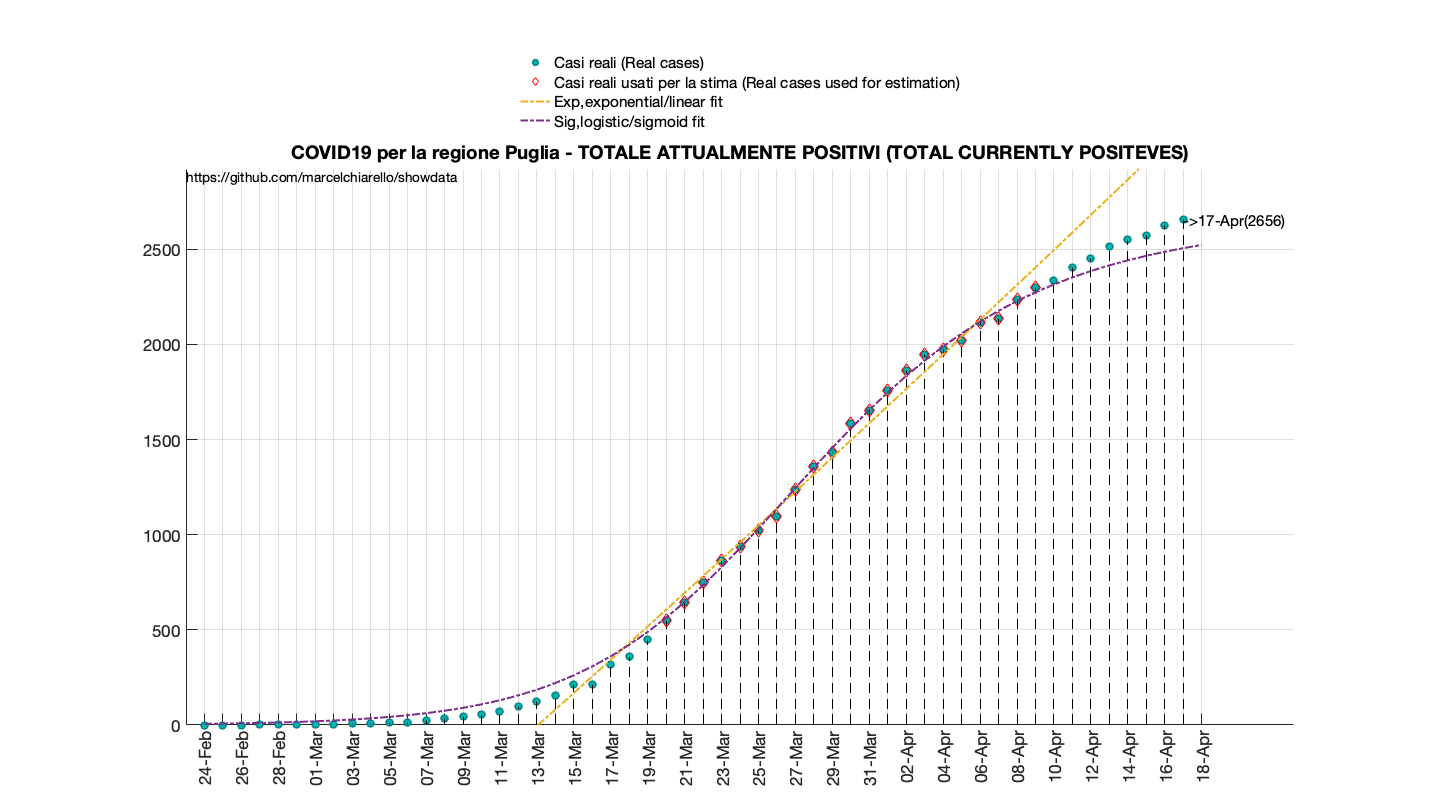 Casi reali (Real cases)
Casi reali usati per la stima (Real cases used for estimation)
Exp,exponential/linear fit
Sig,logistic/sigmoid fit
COVID19 per la regione Puglia - TOTALE ATTUALMENTE POSITIVI (TOTAL CURRENTLY POSITEVES)
https://github.com/marcelchiarello/showdata
->17-Apr(2656)
2500
2000
1500
1000
500
0
24-Feb
26-Feb
28-Feb
01-Mar
03-Mar
05-Mar
07-Mar
09-Mar
11-Mar
13-Mar
15-Mar
17-Mar
19-Mar
21-Mar
23-Mar
25-Mar
27-Mar
29-Mar
31-Mar
02-Apr
04-Apr
06-Apr
08-Apr
10-Apr
12-Apr
14-Apr
16-Apr
18-Apr